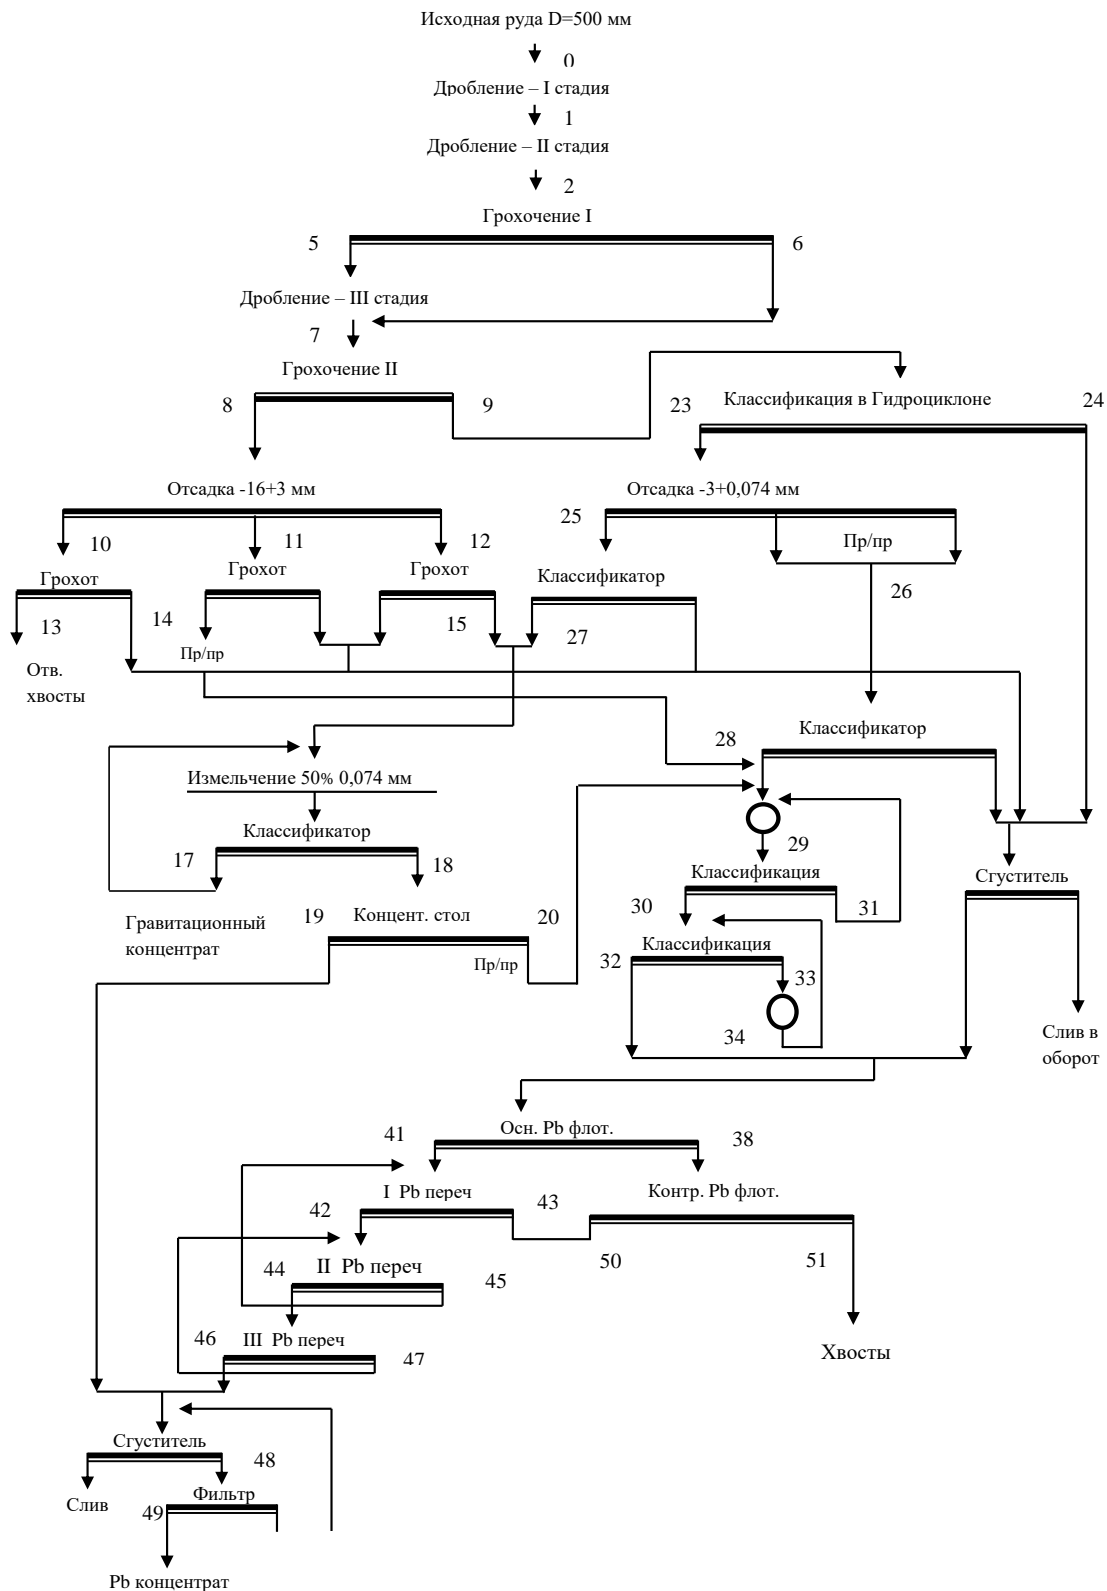 Исходная руда D=500 мм
0
Дробление – I стадия
1
Дробление – II стадия
2
Грохочение I
5
6
Дробление – III стадия
7
Грохочение II
8
9
Классификация в Гидроциклоне
23
24
Отсадка -16+3 мм
Отсадка -3+0,074 мм
10
11
12
25
Пр/пр
Грохот
Грохот
Грохот
Классификатор
26
13
14
15
27
Пр/пр
Отв.
хвосты
28
Классификатор
Измельчение 50% 0,074 мм
Классификатор
29
17
18
Классификация
Сгуститель
Гравитационный
концентрат
19
Концент. стол
20
Пр/пр
30
31
Классификация
32
33
34
Слив в
оборот
41
Осн. Pb флот.
38
I Pb переч
Контр. Pb флот.
42
43
44
II Pb переч
45
50
51
46
III Pb переч
47
Хвосты
Сгуститель
48
Слив
Фильтр
49
Pb концентрат